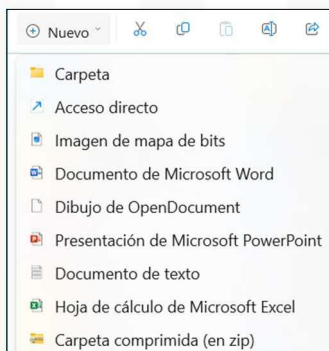 Nuevo
Carpeta
Acceso directo
Imagen de mapa de bits
Documento de Microsoft Word
Dibujo de OpenDocument
Presentación de Microsoft PowerPoint
Documento de texto
Hoja de cálculo de Microsoft Excel
Carpeta comprimida (en zip)